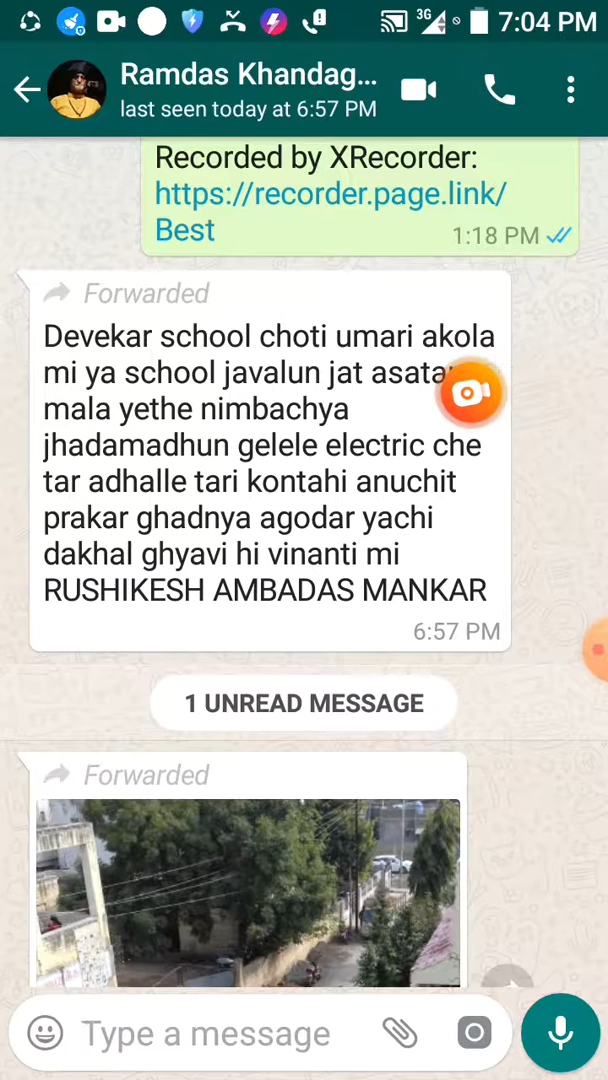 3G
7:04 PM
Ramdas Khandag...
last seen today at 6:57 PM
Recorded by XRecorder:
https://recorder.page.link/
Best
1:18 PM
Forwarded
Devekar school choti umari akola
mi ya school javalun jat
mala yethe nimbachya
jhadamadhun gelele electric che
tar adhalle tari kontahi anuchit
prakar ghadnya agodar yachi
dakhal ghyavi hi vinanti mi
RUSHIKESH AMBADAS MANKAR
6:57 PM
1 UNREAD MESSAGE
Forwarded
Type a message